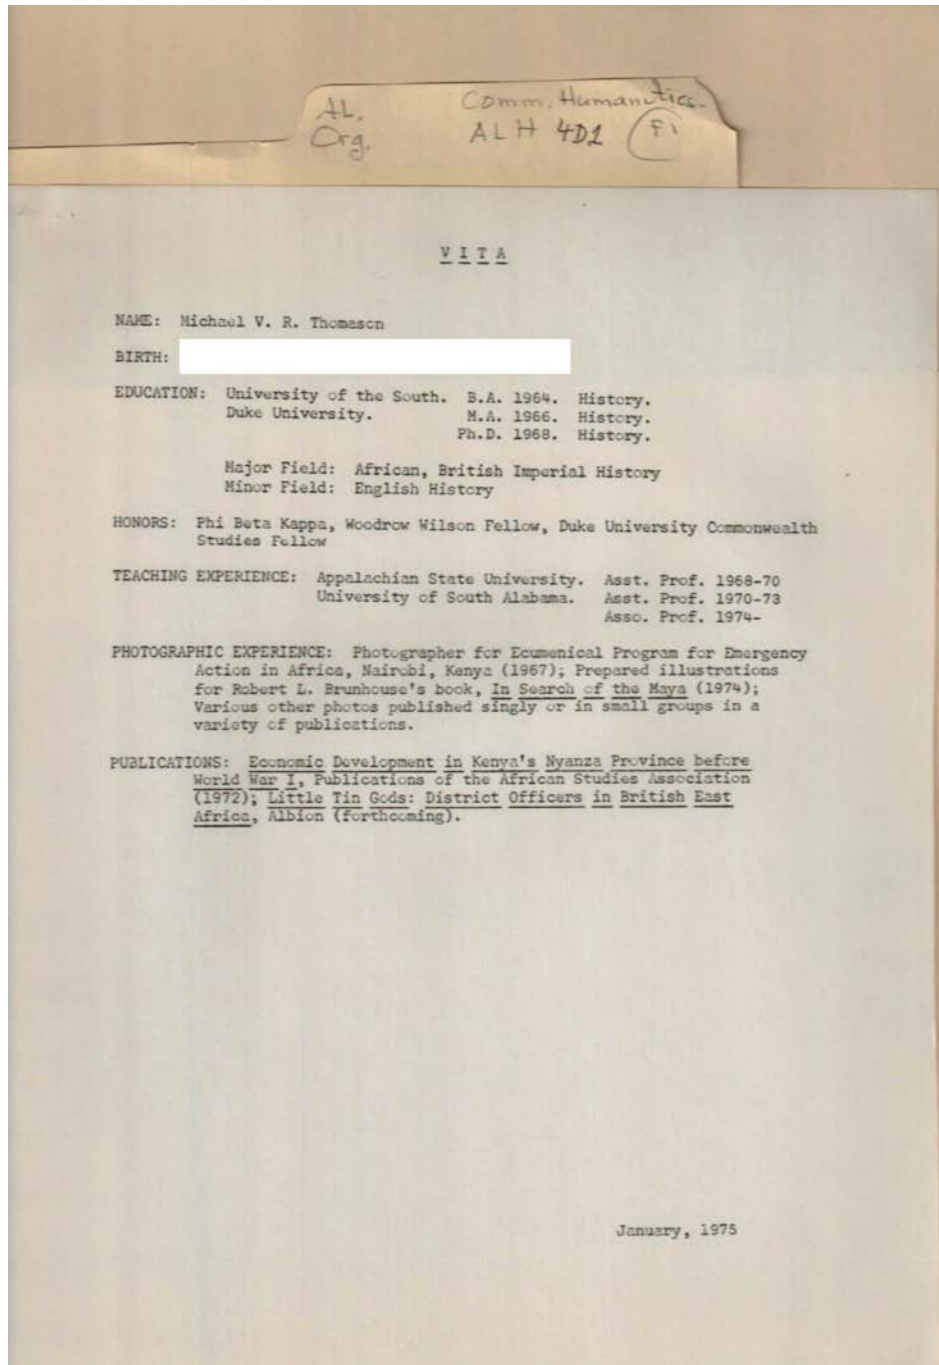 AL.
Org.
Comm. Humanities.
ALH 4D1
VITA
NAME: Michael V. R. Thomason
BIRTH:
EDUCATION: University of the South. B.A. 1964. History.
Duke University. M.A. 1966. History.
Ph.D. 1968. History.
Major Field: African, British Imperial History
Minor Field: English History
HONORS: Phi Beta Kappa, Woodrow Wilson Fellow, Duke University Commonwealth
Studies Fellow
TEACHING EXPERIENCE: Appalachian State University. Asst. Prof. 1968-70
University of South Alabama. Asst. Prof. 1970-73
Asso. Prof. 1974-
PHOTOGRAPHIC EXPERIENCE: Photographer for Ecumenical Program for Emergency
Action in Africa, Nairobi, Kenya (1967); Prepared illustrations
for Robert L. Brunhouse's book, In Search of the Maya (1974);
Various other photos published singly or in small groups in a
variety of publications.
PUBLICATIONS: Economic Development in Kenya's Nyanza Province before
World War I, Publications of the African Studies Association
(1972); Little Tin Gods: District Officers in British East
Africa, Albion (forthcoming).
January, 1975